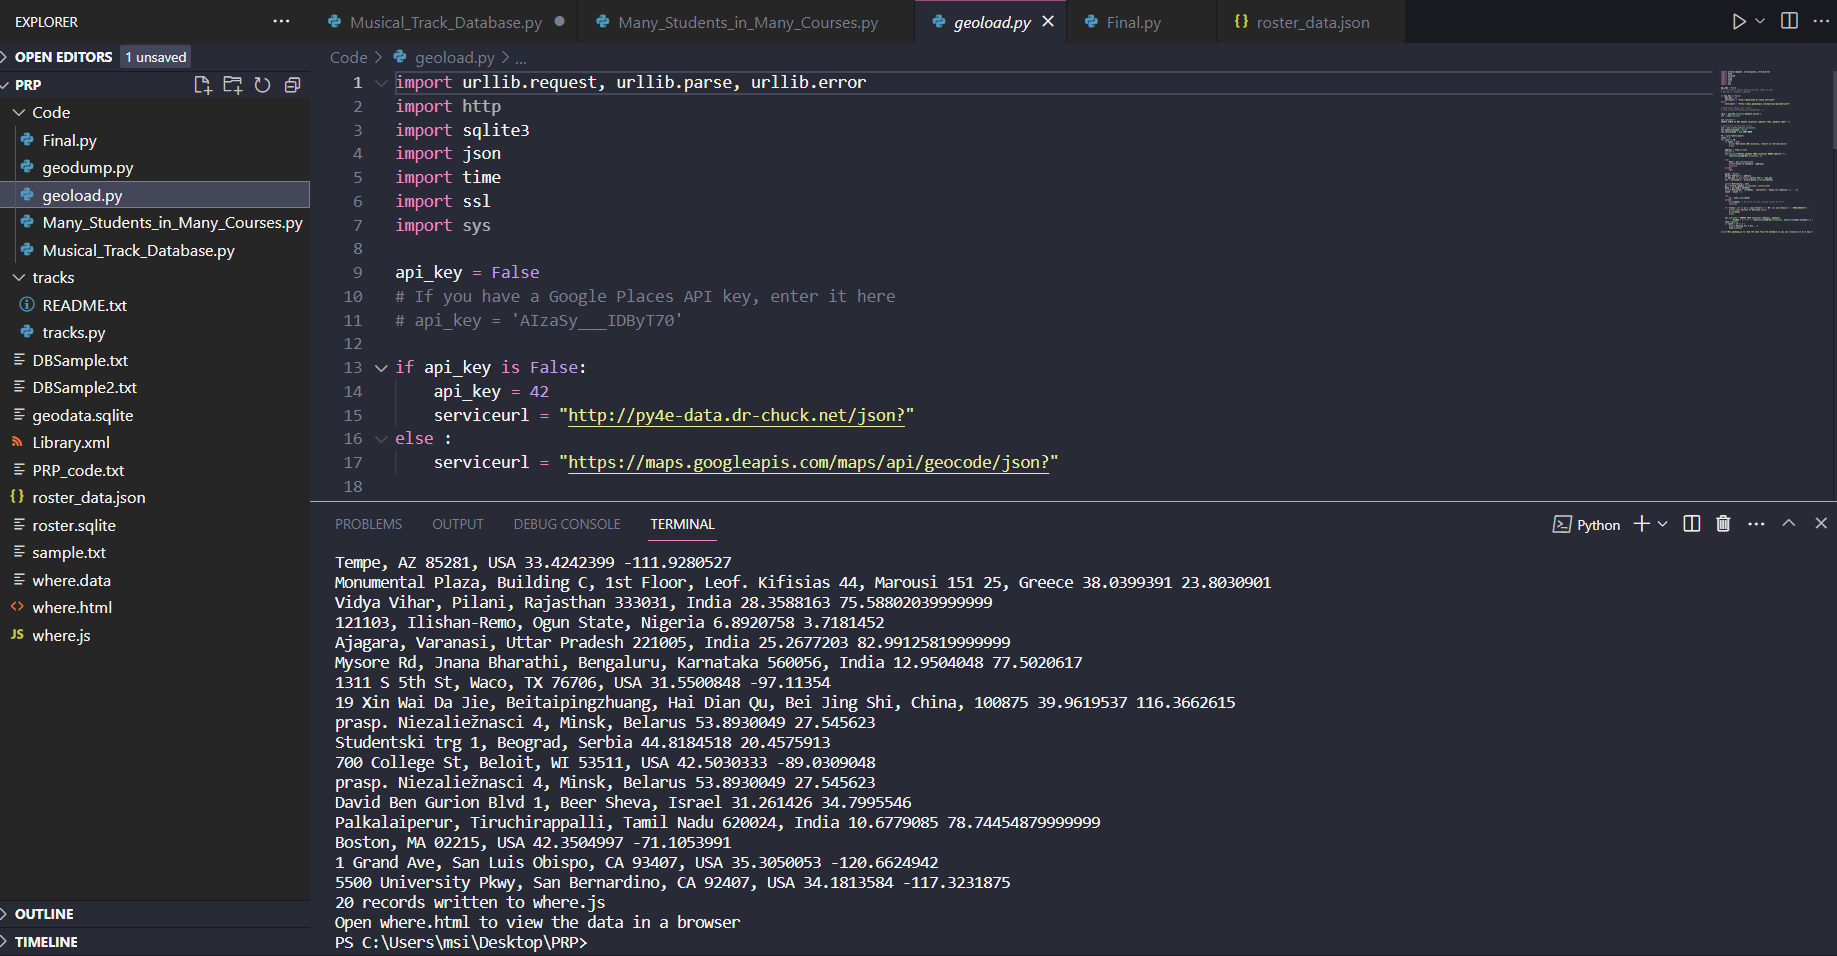 EXPLORER
Musical_Track_Database.py
Many_Students_in_Many_Courses.py
geoload.py
Final.py
{} roster_data.json
OPEN EDITORS 1 unsaved
PRP
Code
Final.py
geodump.py
geoload.py
Many_Students_in_Many_Courses.py
Musical_Track_Database.py
tracks
README.txt
tracks.py
DBSample.txt
DBSample2.txt
geodata.sqlite
Library.xml
PRP_code.txt
{} roster_data.json
roster.sqlite
sample.txt
where.data
where.html
JS where.js
OUTLINE
TIMELINE
Code > geoload.py > ...
1 import urllib.request, urllib.parse, urllib.error
2 import http
3 import sqlite3
4 import json
5 import time
6 import ssl
7 import sys
8
9 api_key = False
10 # If you have a Google Places API key, enter it here
11 # api_key = 'AIzaSy___IDByT70'
12
13 if api_key is False:
14 api_key = 42
15 serviceurl = "http://py4e-data.dr-chuck.net/json?"
16 else :
17 serviceurl = "https://maps.googleapis.com/maps/api/geocode/json?"
18
PROBLEMS OUTPUT DEBUG CONSOLE TERMINAL
Python
Tempe, AZ 85281, USA 33.4242399 -111.9280527
Monumental Plaza, Building C, 1st Floor, Leof. Kifisias 44, Marousi 151 25, Greece 38.0399391 23.8030901
Vidya Vihar, Pilani, Rajasthan 333031, India 28.3588163 75.58802039999999
121103, Ilishan-Remo, Ogun State, Nigeria 6.8920758 3.7181452
Ajagara, Varanasi, Uttar Pradesh 221005, India 25.2677203 82.99125819999999
Mysore Rd, Jnana Bharathi, Bengaluru, Karnataka 560056, India 12.9504048 77.5020617
1311 S 5th St, Waco, TX 76706, USA 31.5500848 -97.11354
19 Xin Wai Da Jie, Beitaipingzhuang, Hai Dian Qu, Bei Jing Shi, China, 100875 39.9619537 116.3662615
prasp. Niezaliežnasci 4, Minsk, Belarus 53.8930049 27.545623
Studentski trg 1, Beograd, Serbia 44.8184518 20.4575913
700 College St, Beloit, WI 53511, USA 42.5030333 -89.0309048
prasp. Niezaliežnasci 4, Minsk, Belarus 53.8930049 27.545623
David Ben Gurion Blvd 1, Beer Sheva, Israel 31.261426 34.7995546
Palkalaiperur, Tiruchirappalli, Tamil Nadu 620024, India 10.6779085 78.74454879999999
Boston, MA 02215, USA 42.3504997 -71.1053991
1 Grand Ave, San Luis Obispo, CA 93407, USA 35.3050053 -120.6624942
5500 University Pkwy, San Bernardino, CA 92407, USA 34.1813584 -117.3231875
20 records written to where.js
Open where.html to view the data in a browser
PS C:\Users\msi\Desktop\PRP>